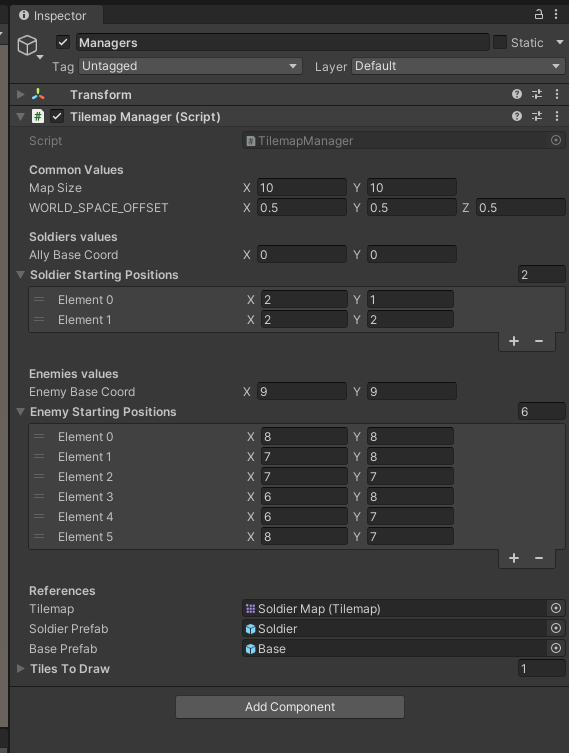 Inspector
Managers Static
Tag Untagged Layer Default
Transform
# Tilemap Manager (Script)
Script # TilemapManager
Common Values
Map Size X 10 Y 10
WORLD_SPACE_OFFSET X 0.5 Y 0.5 Z 0.5
Soldiers values
Ally Base Coord X 0 Y 0
Soldier Starting Positions 2
Element 0 X 2 Y 1
Element 1 X 2 Y 2
+ −
Enemies values
Enemy Base Coord X 9 Y 9
Enemy Starting Positions 6
Element 0 X 8 Y 8
Element 1 X 7 Y 8
Element 2 X 7 Y 7
Element 3 X 6 Y 8
Element 4 X 6 Y 7
Element 5 X 8 Y 7
+ −
References
Tilemap Soldier Map (Tilemap)
Soldier Prefab Soldier
Base Prefab Base
Tiles To Draw 1
Add Component